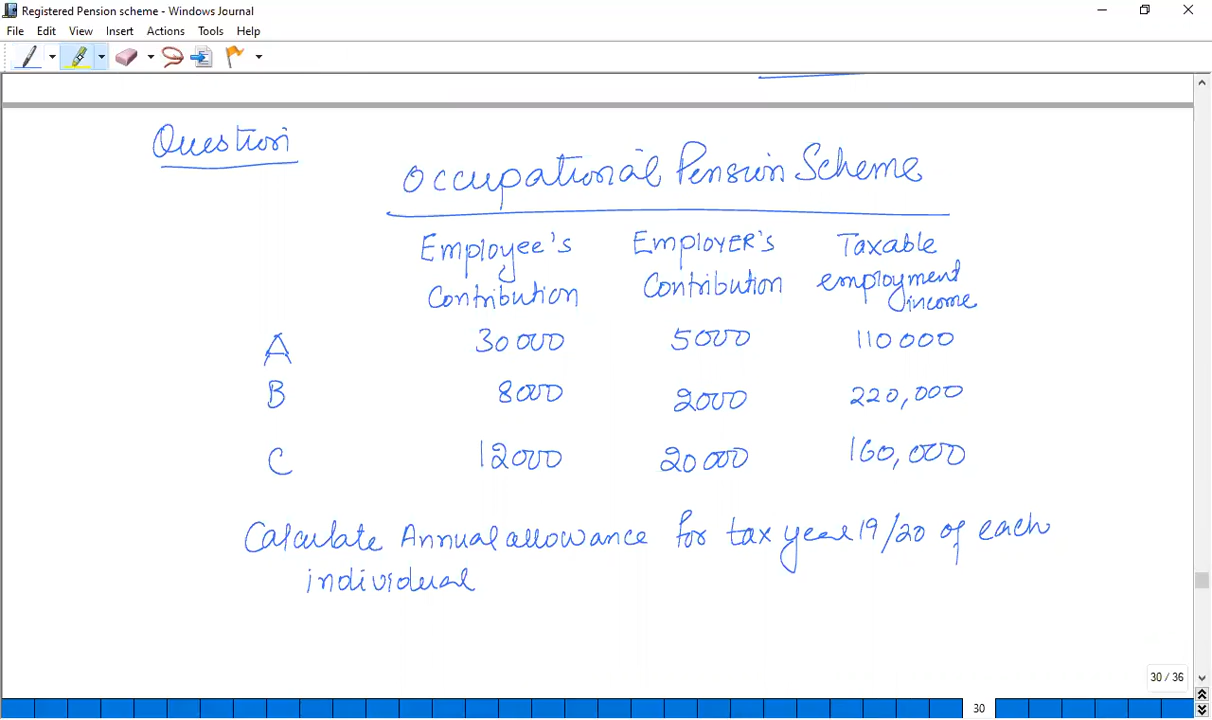 Registered Pension scheme - Windows Journal
File Edit View Insert Actions Tools Help
Question
Occupational Pension Scheme
Employee's Contribution EmployER's Contribution Taxable employment income
A 30000 5000 110000
B 8000 2000 220,000
C 12000 20000 160,000
Calculate Annual allowance for tax year 19/20 of each
individual
30 / 36
30